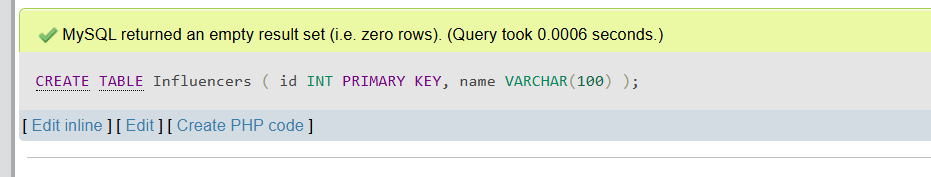 MySQL returned an empty result set (i.e. zero rows). (Query took 0.0006 seconds.)
CREATE TABLE Influencers ( id INT PRIMARY KEY, name VARCHAR(100) );
[ Edit inline ] [ Edit ] [ Create PHP code ]